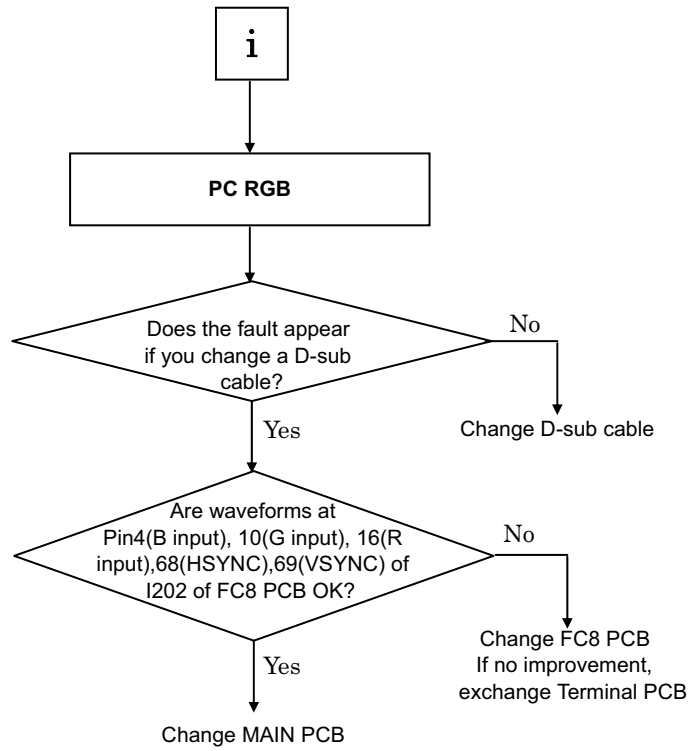 i
PC RGB
Does the fault appear
if you change a D-sub
cable?
No
Change D-sub cable
Yes
Are waveforms at
Pin4(B input), 10(G input), 16(R
input),68(HSYNC),69(VSYNC) of
I202 of FC8 PCB OK?
No
Change FC8 PCB
If no improvement,
exchange Terminal PCB
Yes
Change MAIN PCB